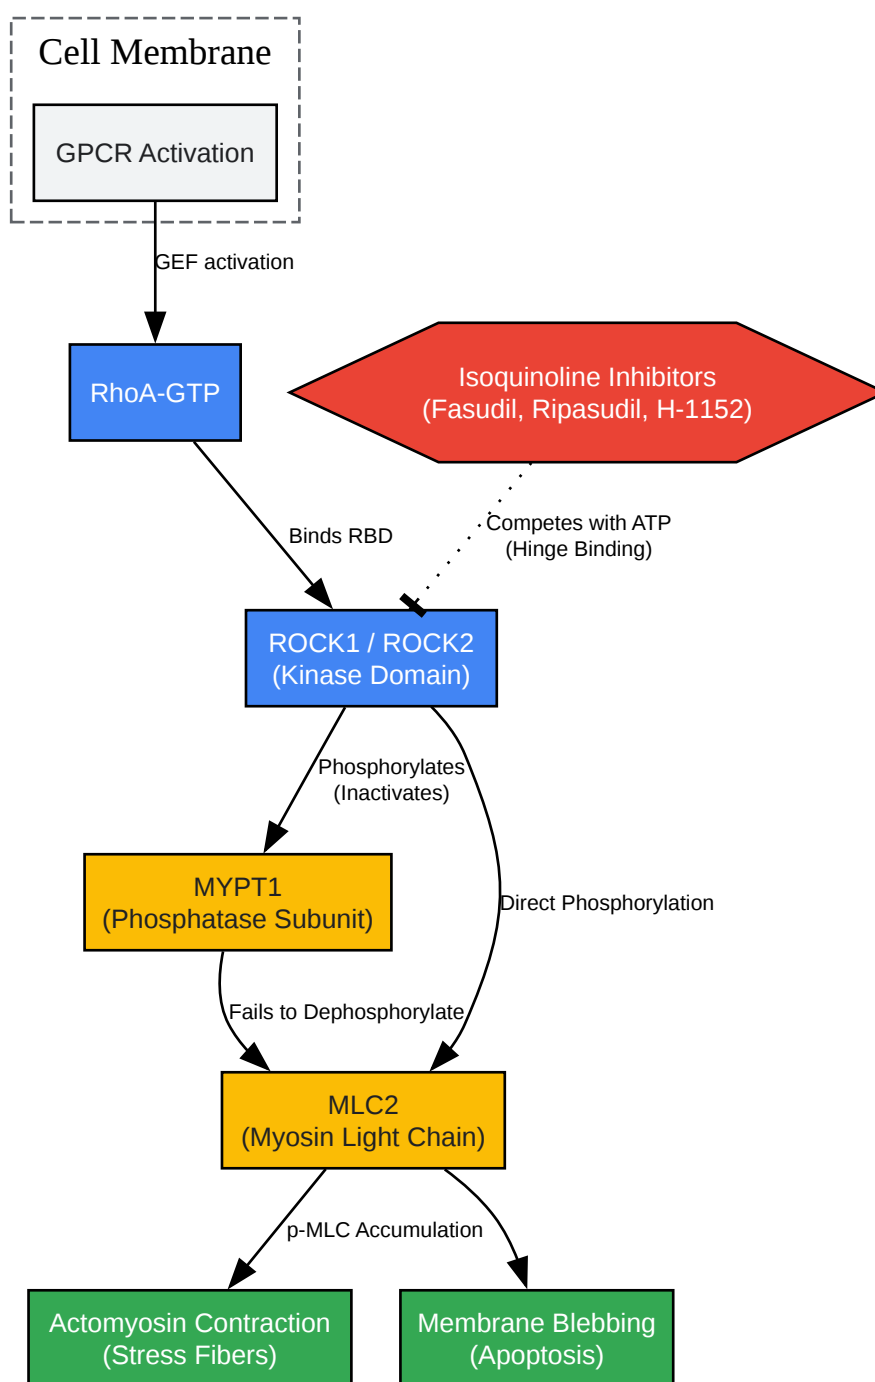 Cell Membrane
GPCR Activation
GEF activation
RhoA-GTP
Isoquinoline Inhibitors
(Fasudil, Ripasudil, H-1152)
Binds RBD
Competes with ATP
(Hinge Binding)
ROCK1 / ROCK2
(Kinase Domain)
Phosphorylates
(Inactivates)
MYPT1
(Phosphatase Subunit)
Direct Phosphorylation
Fails to Dephosphorylate
MLC2
(Myosin Light Chain)
p-MLC Accumulation
Actomyosin Contraction
(Stress Fibers)
Membrane Blebbing
(Apoptosis)